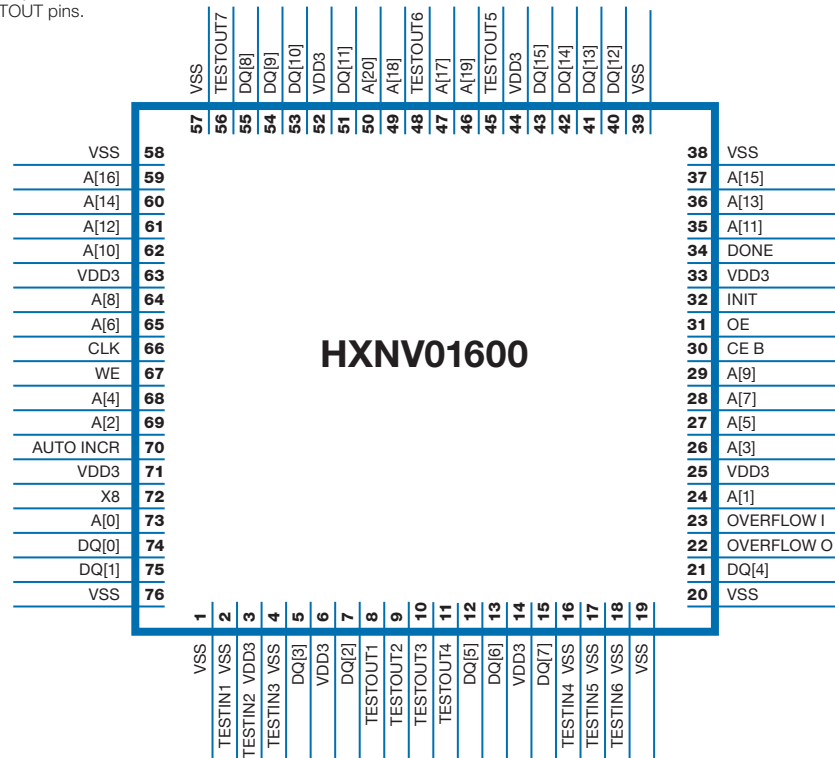 TOUT pins.
VSS
TESTOUT7
DQ[8]
DQ[9]
DQ[10]
VDD3
DQ[11]
A[20]
A[18]
TESTOUT6
A[17]
A[19]
TESTOUT5
VDD3
DQ[15]
DQ[14]
DQ[13]
DQ[12]
VSS
57 56 55 54 53 52 51 50 49 48 47 46 45 44 43 42 41 40 39
VSS 58
A[16] 59
A[14] 60
A[12] 61
A[10] 62
VDD3 63
A[8] 64
A[6] 65
CLK 66
WE 67
A[4] 68
A[2] 69
AUTO INCR 70
VDD3 71
X8 72
A[0] 73
DQ[0] 74
DQ[1] 75
VSS 76
HXNV01600
38 VSS
37 A[15]
36 A[13]
35 A[11]
34 DONE
33 VDD3
32 INIT
31 OE
30 CE B
29 A[9]
28 A[7]
27 A[5]
26 A[3]
25 VDD3
24 A[1]
23 OVERFLOW I
22 OVERFLOW O
21 DQ[4]
20 VSS
1 2 3 4 5 6 7 8 9 10 11 12 13 14 15 16 17 18 19
VSS
TESTIN1 VSS
TESTIN2 VDD3
TESTIN3 VSS
DQ[3]
VDD3
DQ[2]
TESTOUT1
TESTOUT2
TESTOUT3
TESTOUT4
DQ[5]
DQ[6]
VDD3
DQ[7]
TESTIN4 VSS
TESTIN5 VSS
TESTIN6 VSS
VSS